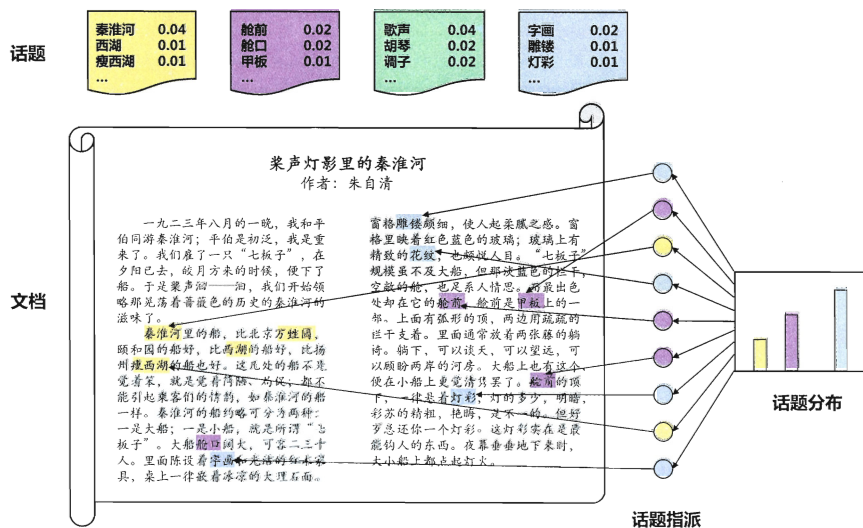 话题
秦淮河 0.04
西湖 0.01
瘦西湖 0.01
…
舱前 0.02
舱口 0.02
甲板 0.01
…
歌声 0.04
胡琴 0.02
调子 0.02
…
字画 0.02
雕镂 0.01
灯彩 0.01
…
文档
桨声灯影里的秦淮河
作者：朱自清
一九二三年八月的一晚，我和平
伯同游秦淮河；平伯是初泛，我是重
来了。我们雇了一只“七板子”，在
夕阳已去，皎月方来的时候，便下了
船。于是桨声汩——汩，我们开始领
略那晃荡着蔷薇色的历史的秦淮河的
滋味了。
秦淮河里的船，比北京万甡园，
颐和园的船好，比西湖的船好，比扬
州瘦西湖的船也好。这几处的船不是
觉着笨，就是觉着简陋、局促；都不
能引起乘客们的情韵，如秦淮河的船
一样。秦淮河的船约略可分为两种：
一是大船；一是小船，就是所谓“七
板子”。大船舱口阔大，可容二三十
人。里面陈设着字画和光洁的红木家
具，桌上一律嵌着冰凉的大理石面。
窗格雕镂颇细，使人起柔腻之感。窗
格里映着红色蓝色的玻璃；玻璃上有
精致的花纹，也颇悦人目。“七板子”
规模虽不及大船，但那淡蓝色的栏干，
空敞的舱，也足系人情思。而最出色
处却在它的舱前。舱前是甲板上的一
部。上面有弧形的顶，两边用疏疏的
栏干支着。里面通常放着两张藤的躺
椅。躺下，可以谈天，可以望远，可
以顾盼两岸的河房。大船上也有这个，
便在小船上更觉清隽罢了。舱前的顶
下，一律悬着灯彩；灯的多少，明暗，
彩苏的精粗，艳晦，是不一的。但好
歹总还你一个灯彩。这灯彩实在是最
能钩人的东西。夜幕垂垂地下来时，
大小船上都点起灯火。
话题分布
话题指派